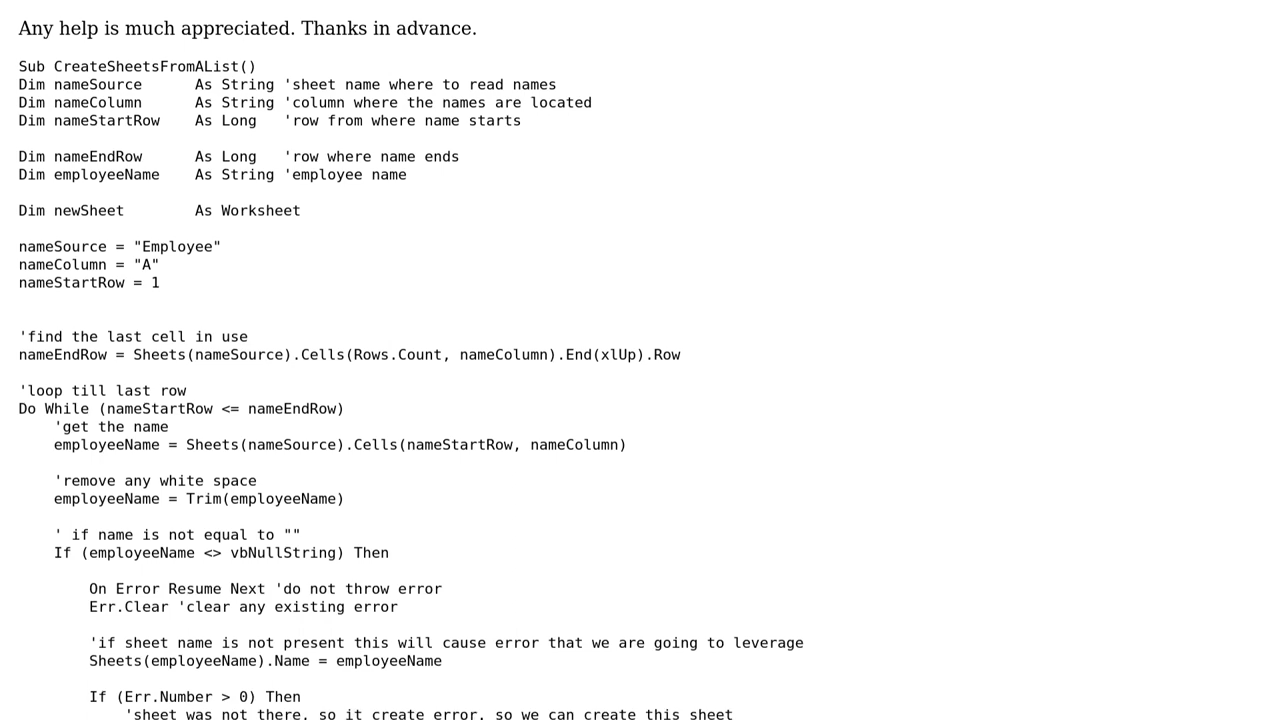 Any help is much appreciated. Thanks in advance.
Sub CreateSheetsFromAList()
Dim nameSource      As String 'sheet name where to read names
Dim nameColumn      As String 'column where the names are located
Dim nameStartRow    As Long   'row from where name starts

Dim nameEndRow      As Long   'row where name ends
Dim employeeName    As String 'employee name

Dim newSheet        As Worksheet

nameSource = "Employee"
nameColumn = "A"
nameStartRow = 1


'find the last cell in use
nameEndRow = Sheets(nameSource).Cells(Rows.Count, nameColumn).End(xlUp).Row

'loop till last row
Do While (nameStartRow <= nameEndRow)
    'get the name
    employeeName = Sheets(nameSource).Cells(nameStartRow, nameColumn)

    'remove any white space
    employeeName = Trim(employeeName)

    ' if name is not equal to ""
    If (employeeName <> vbNullString) Then

        On Error Resume Next 'do not throw error
        Err.Clear 'clear any existing error

        'if sheet name is not present this will cause error that we are going to leverage
        Sheets(employeeName).Name = employeeName

        If (Err.Number > 0) Then
            'sheet was not there, so it create error, so we can create this sheet